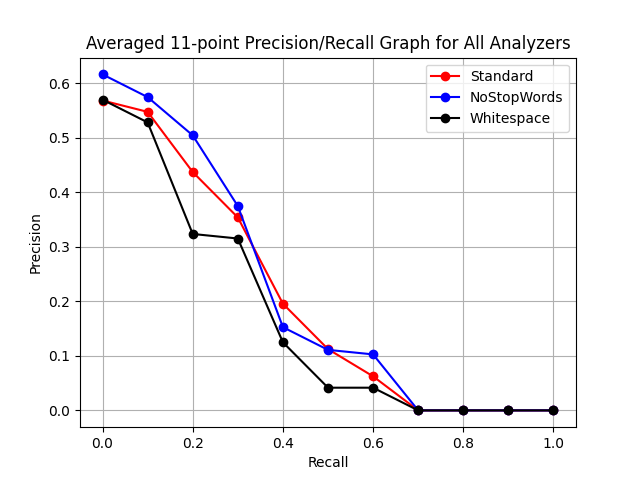 Averaged 11-point Precision/Recall Graph for All Analyzers
Standard
NoStopWords
Whitespace
Precision
0.6
0.5
0.4
0.3
0.2
0.1
0.0
0.0 0.2 0.4 0.6 0.8 1.0
Recall